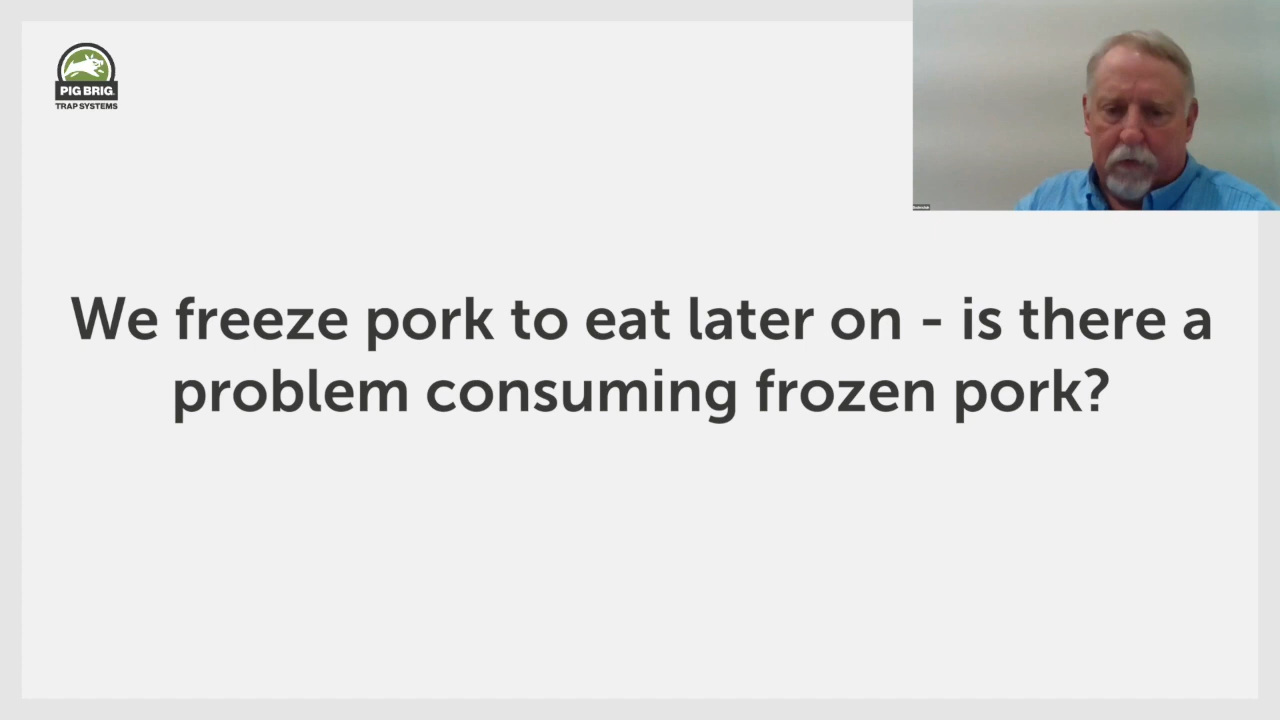 PIG BRIG
TRAP SYSTEMS
We freeze pork to eat later on - is there a
problem consuming frozen pork?